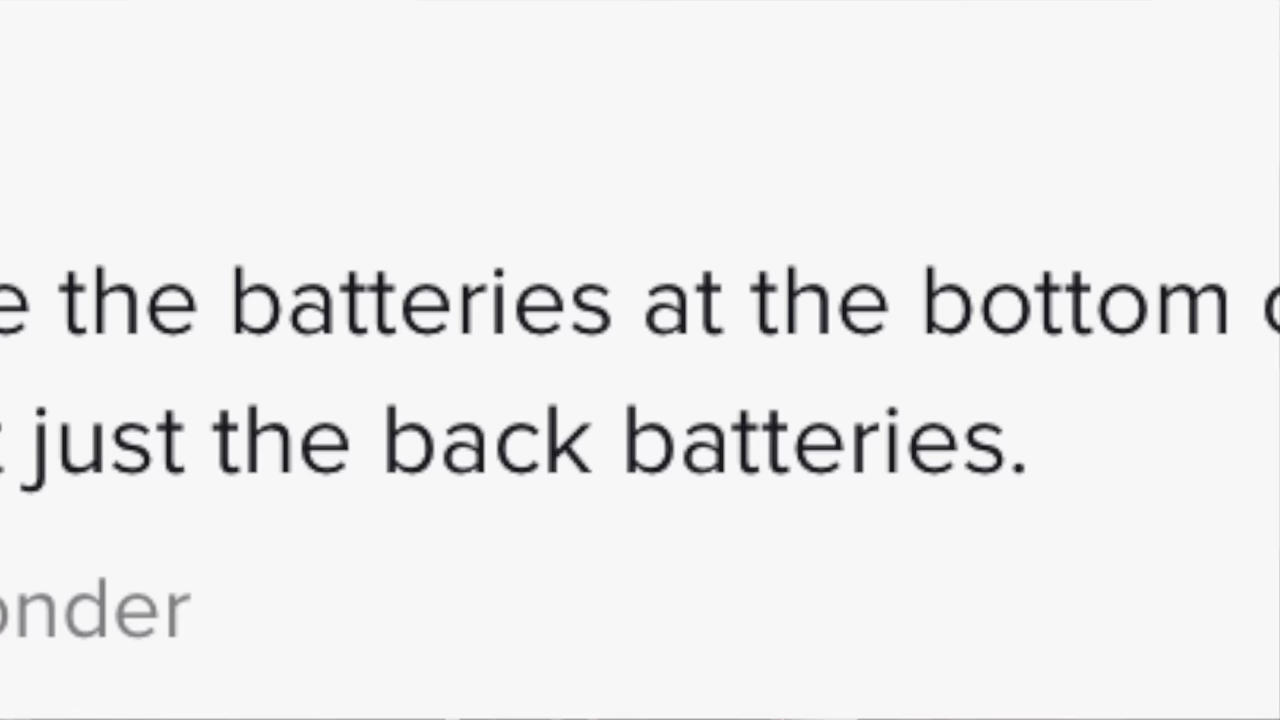 the batteries at the bottom
just the back batteries.